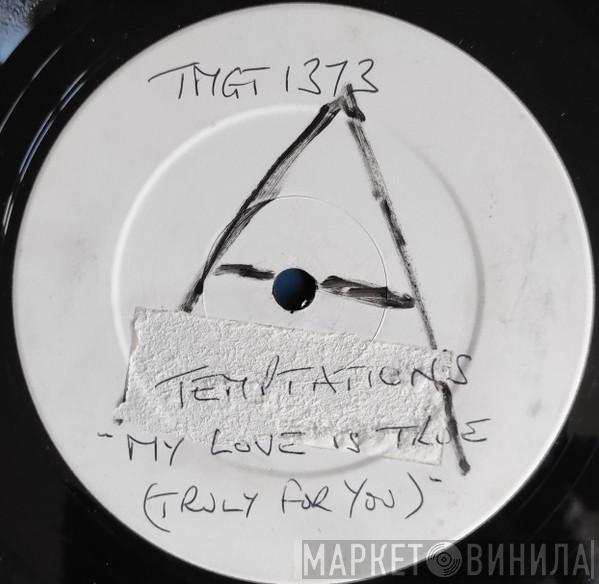 TMGT 1373
A
TEMPTATIONS
"MY LOVE IS TRUE
(TRULY FOR YOU)"
МАРКЕТ ВИНИЛА